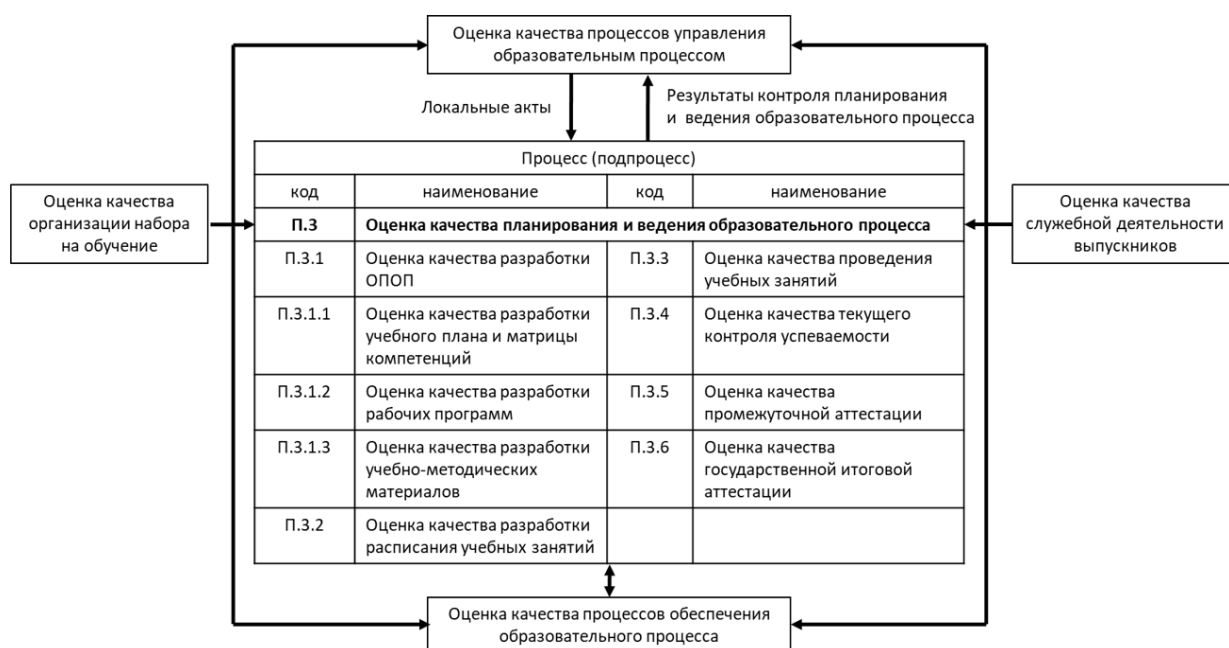 Оценка качества процессов управления
образовательным процессом
Локальные акты
Результаты контроля планирования
и ведения образовательного процесса
Процесс (подпроцесс)
код
наименование
код
наименование
Оценка качества
организации набора
на обучение
П.3
Оценка качества планирования и ведения образовательного процесса
Оценка качества
служебной деятельности
выпускников
П.3.1
Оценка качества разработки
ОПОП
П.3.3
Оценка качества проведения
учебных занятий
П.3.1.1
Оценка качества разработки
учебного плана и матрицы
компетенций
П.3.4
Оценка качества текущего
контроля успеваемости
П.3.1.2
Оценка качества разработки
рабочих программ
П.3.5
Оценка качества
промежуточной аттестации
П.3.1.3
Оценка качества разработки
учебно-методических
материалов
П.3.6
Оценка качества
государственной итоговой
аттестации
П.3.2
Оценка качества разработки
расписания учебных занятий
Оценка качества процессов обеспечения
образовательного процесса